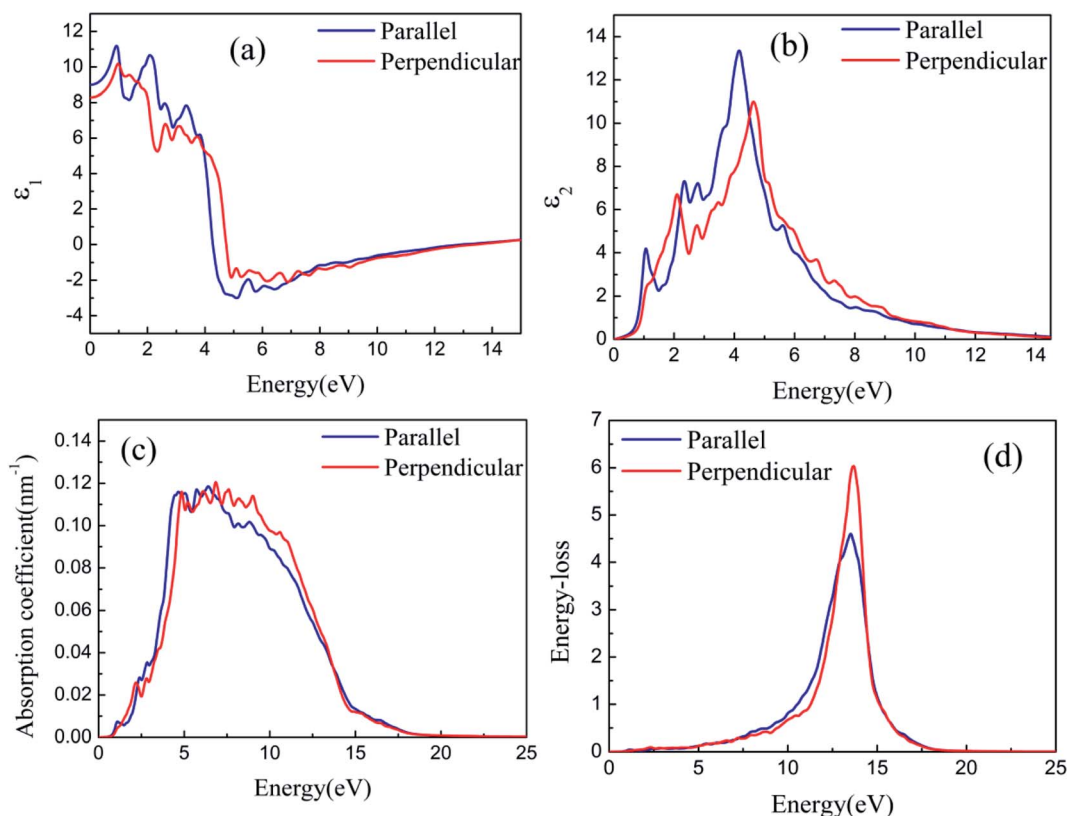 12
10
8
6
4
2
0
-2
-4
ε1
(a)
Parallel
Perpendicular
0 2 4 6 8 10 12 14
Energy(eV)
14
12
10
8
6
4
2
0
ε2
(b)
Parallel
Perpendicular
0 2 4 6 8 10 12 14
Energy(eV)
0.14
0.12
0.10
0.08
0.06
0.04
0.02
0.00
Absorption coefficient(nm-1)
(c)
Parallel
Perpendicular
0 5 10 15 20 25
Energy(eV)
7
6
5
4
3
2
1
0
Energy-loss
Parallel
Perpendicular
(d)
0 5 10 15 20 25
Energy(eV)